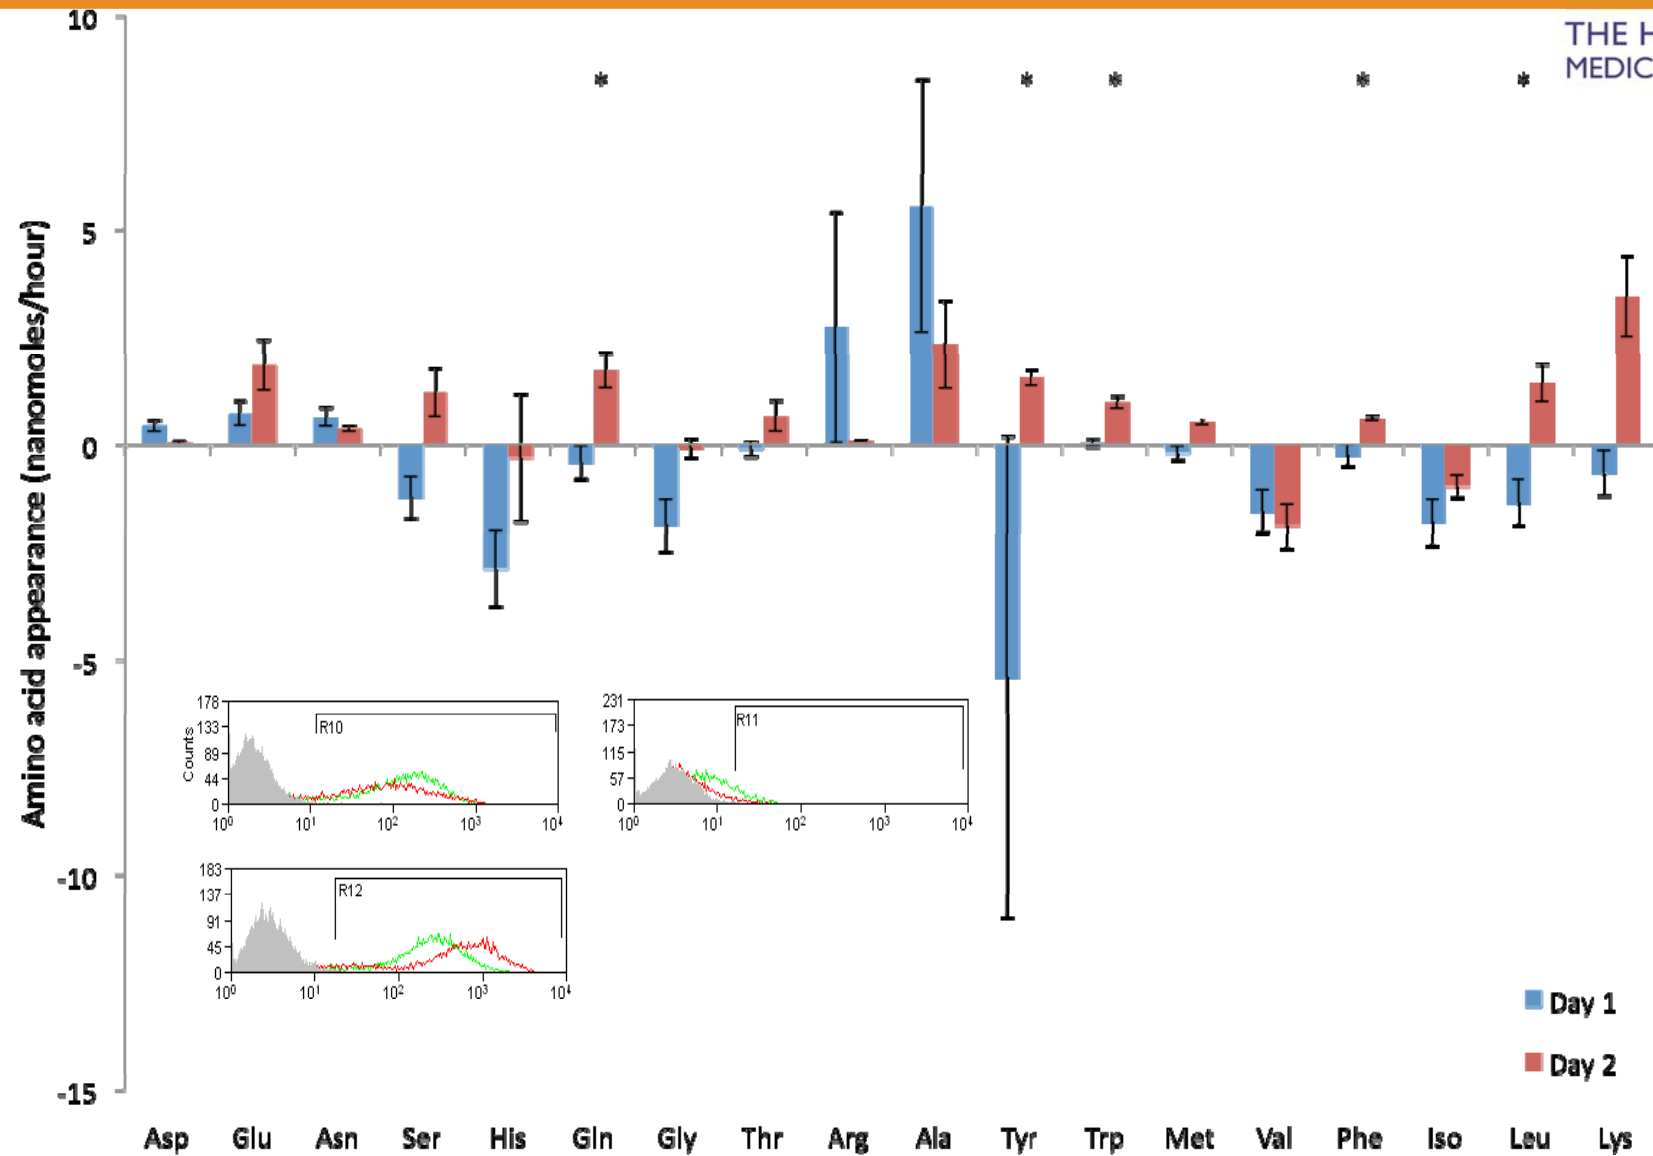 THE H
MEDIC
Amino acid appearance (nanomoles/hour)
10
5
0
-5
-10
-15
* * * * *
178
133
89
44
0
Counts
R10
10⁰ 10¹ 10² 10³ 10⁴
231
173
115
57
0
R11
10⁰ 10¹ 10² 10³ 10⁴
183
137
91
45
0
R12
10⁰ 10¹ 10² 10³ 10⁴
Day 1
Day 2
Asp Glu Asn Ser His Gln Gly Thr Arg Ala Tyr Trp Met Val Phe Iso Leu Lys